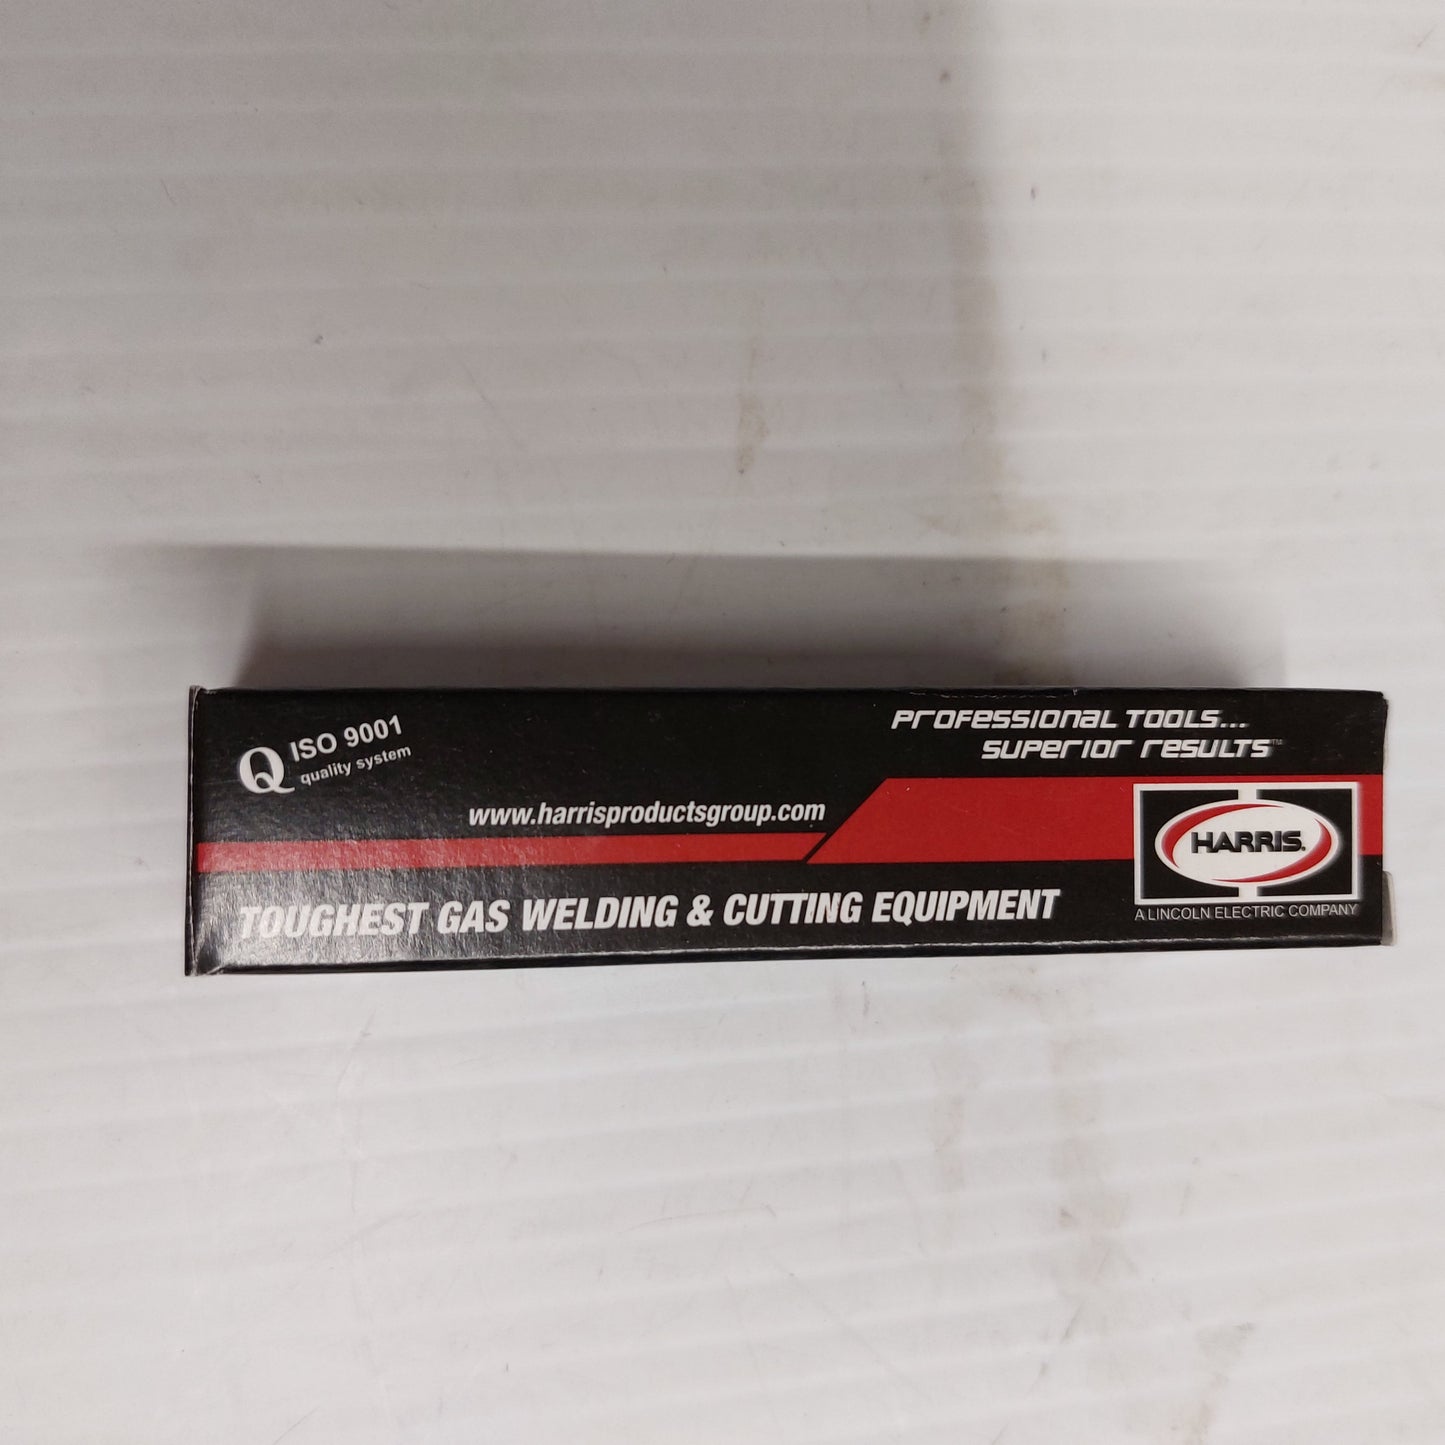 Q ISO 9001
quality system
PROFESSIONAL TOOLS...
SUPERIOR RESULTS™
www.harrisproductsgroup.com
HARRIS®
A LINCOLN ELECTRIC COMPANY
TOUGHEST GAS WELDING & CUTTING EQUIPMENT